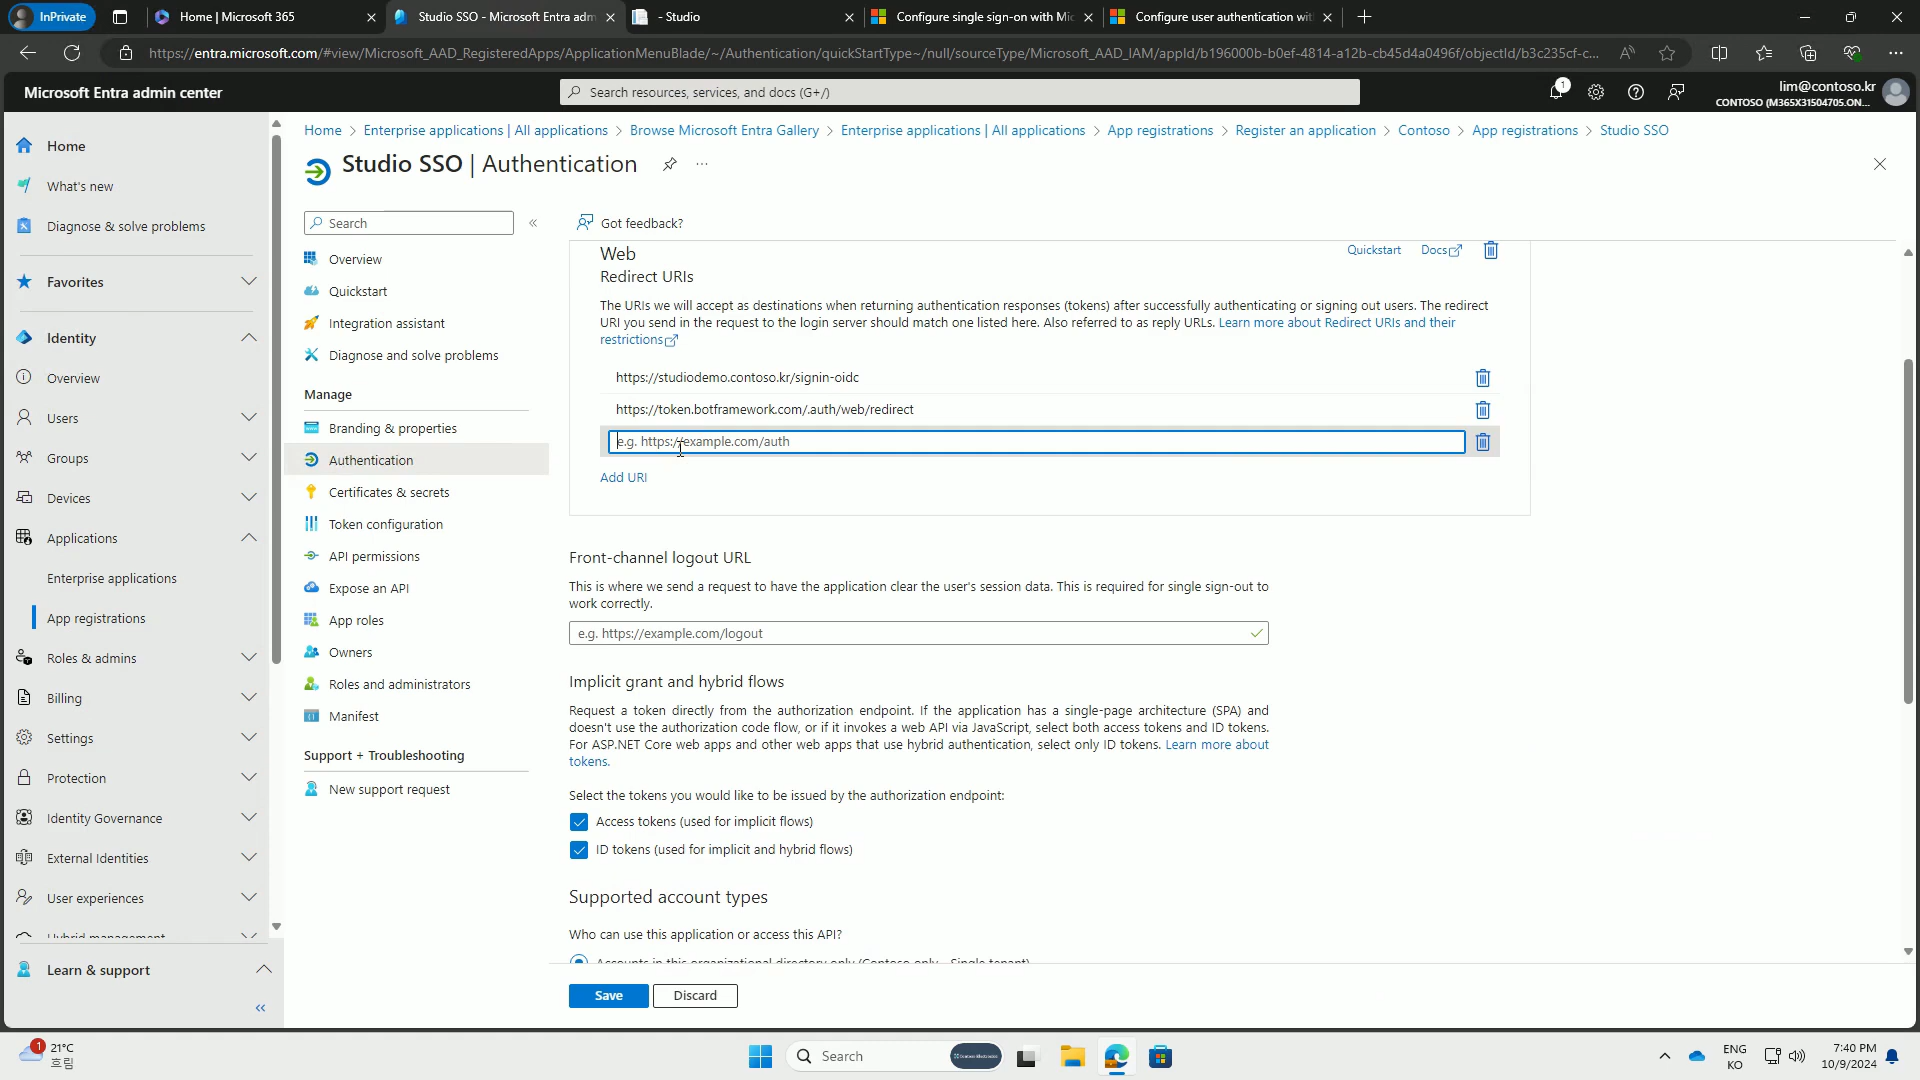 InPrivate
Home | Microsoft 365
Studio SSO - Microsoft Entra adm
- Studio
Configure single sign-on with Mic
Configure user authentication wit
https://entra.microsoft.com/#view/Microsoft_AAD_RegisteredApps/ApplicationMenuBlade/~/Authentication/quickStartType~/null/sourceType/Microsoft_AAD_IAM/appId/b196000b-b0ef-4814-a12b-cb45d4a0496f/objectId/b3c235cf-c...
Microsoft Entra admin center
Search resources, services, and docs (G+/)
1
lim@contoso.kr
CONTOSO (M365X31504705.ON...
Home
What's new
Diagnose & solve problems
Favorites
Identity
Overview
Users
Groups
Devices
Applications
Enterprise applications
App registrations
Roles & admins
Billing
Settings
Protection
Identity Governance
External Identities
User experiences
Hybrid management
Learn & support
Home > Enterprise applications | All applications > Browse Microsoft Entra Gallery > Enterprise applications | All applications > App registrations > Register an application > Contoso > App registrations > Studio SSO
Studio SSO | Authentication
Search
Overview
Quickstart
Integration assistant
Diagnose and solve problems
Manage
Branding & properties
Authentication
Certificates & secrets
Token configuration
API permissions
Expose an API
App roles
Owners
Roles and administrators
Manifest
Support + Troubleshooting
New support request
Got feedback?
Web
Quickstart
Docs
Redirect URIs
The URIs we will accept as destinations when returning authentication responses (tokens) after successfully authenticating or signing out users. The redirect
URI you send in the request to the login server should match one listed here. Also referred to as reply URLs. Learn more about Redirect URIs and their
restrictions
https://studiodemo.contoso.kr/signin-oidc
https://token.botframework.com/.auth/web/redirect
e.g. https://example.com/auth
Add URI
Front-channel logout URL
This is where we send a request to have the application clear the user's session data. This is required for single sign-out to
work correctly.
e.g. https://example.com/logout
Implicit grant and hybrid flows
Request a token directly from the authorization endpoint. If the application has a single-page architecture (SPA) and
doesn't use the authorization code flow, or if it invokes a web API via JavaScript, select both access tokens and ID tokens.
For ASP.NET Core web apps and other web apps that use hybrid authentication, select only ID tokens. Learn more about
tokens.
Select the tokens you would like to be issued by the authorization endpoint:
Access tokens (used for implicit flows)
ID tokens (used for implicit and hybrid flows)
Supported account types
Who can use this application or access this API?
Accounts in this organizational directory only (Contoso only - Single tenant)
Save
Discard
1
21°C
흐림
Search
ENG
KO
7:40 PM
10/9/2024